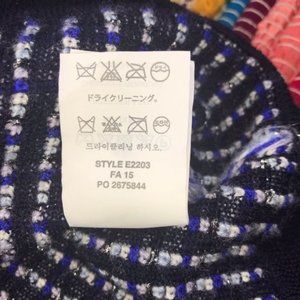 ドライクリーニング。
드라이클리닝 하시오.
STYLE E2203
FA 15
PO 2675844